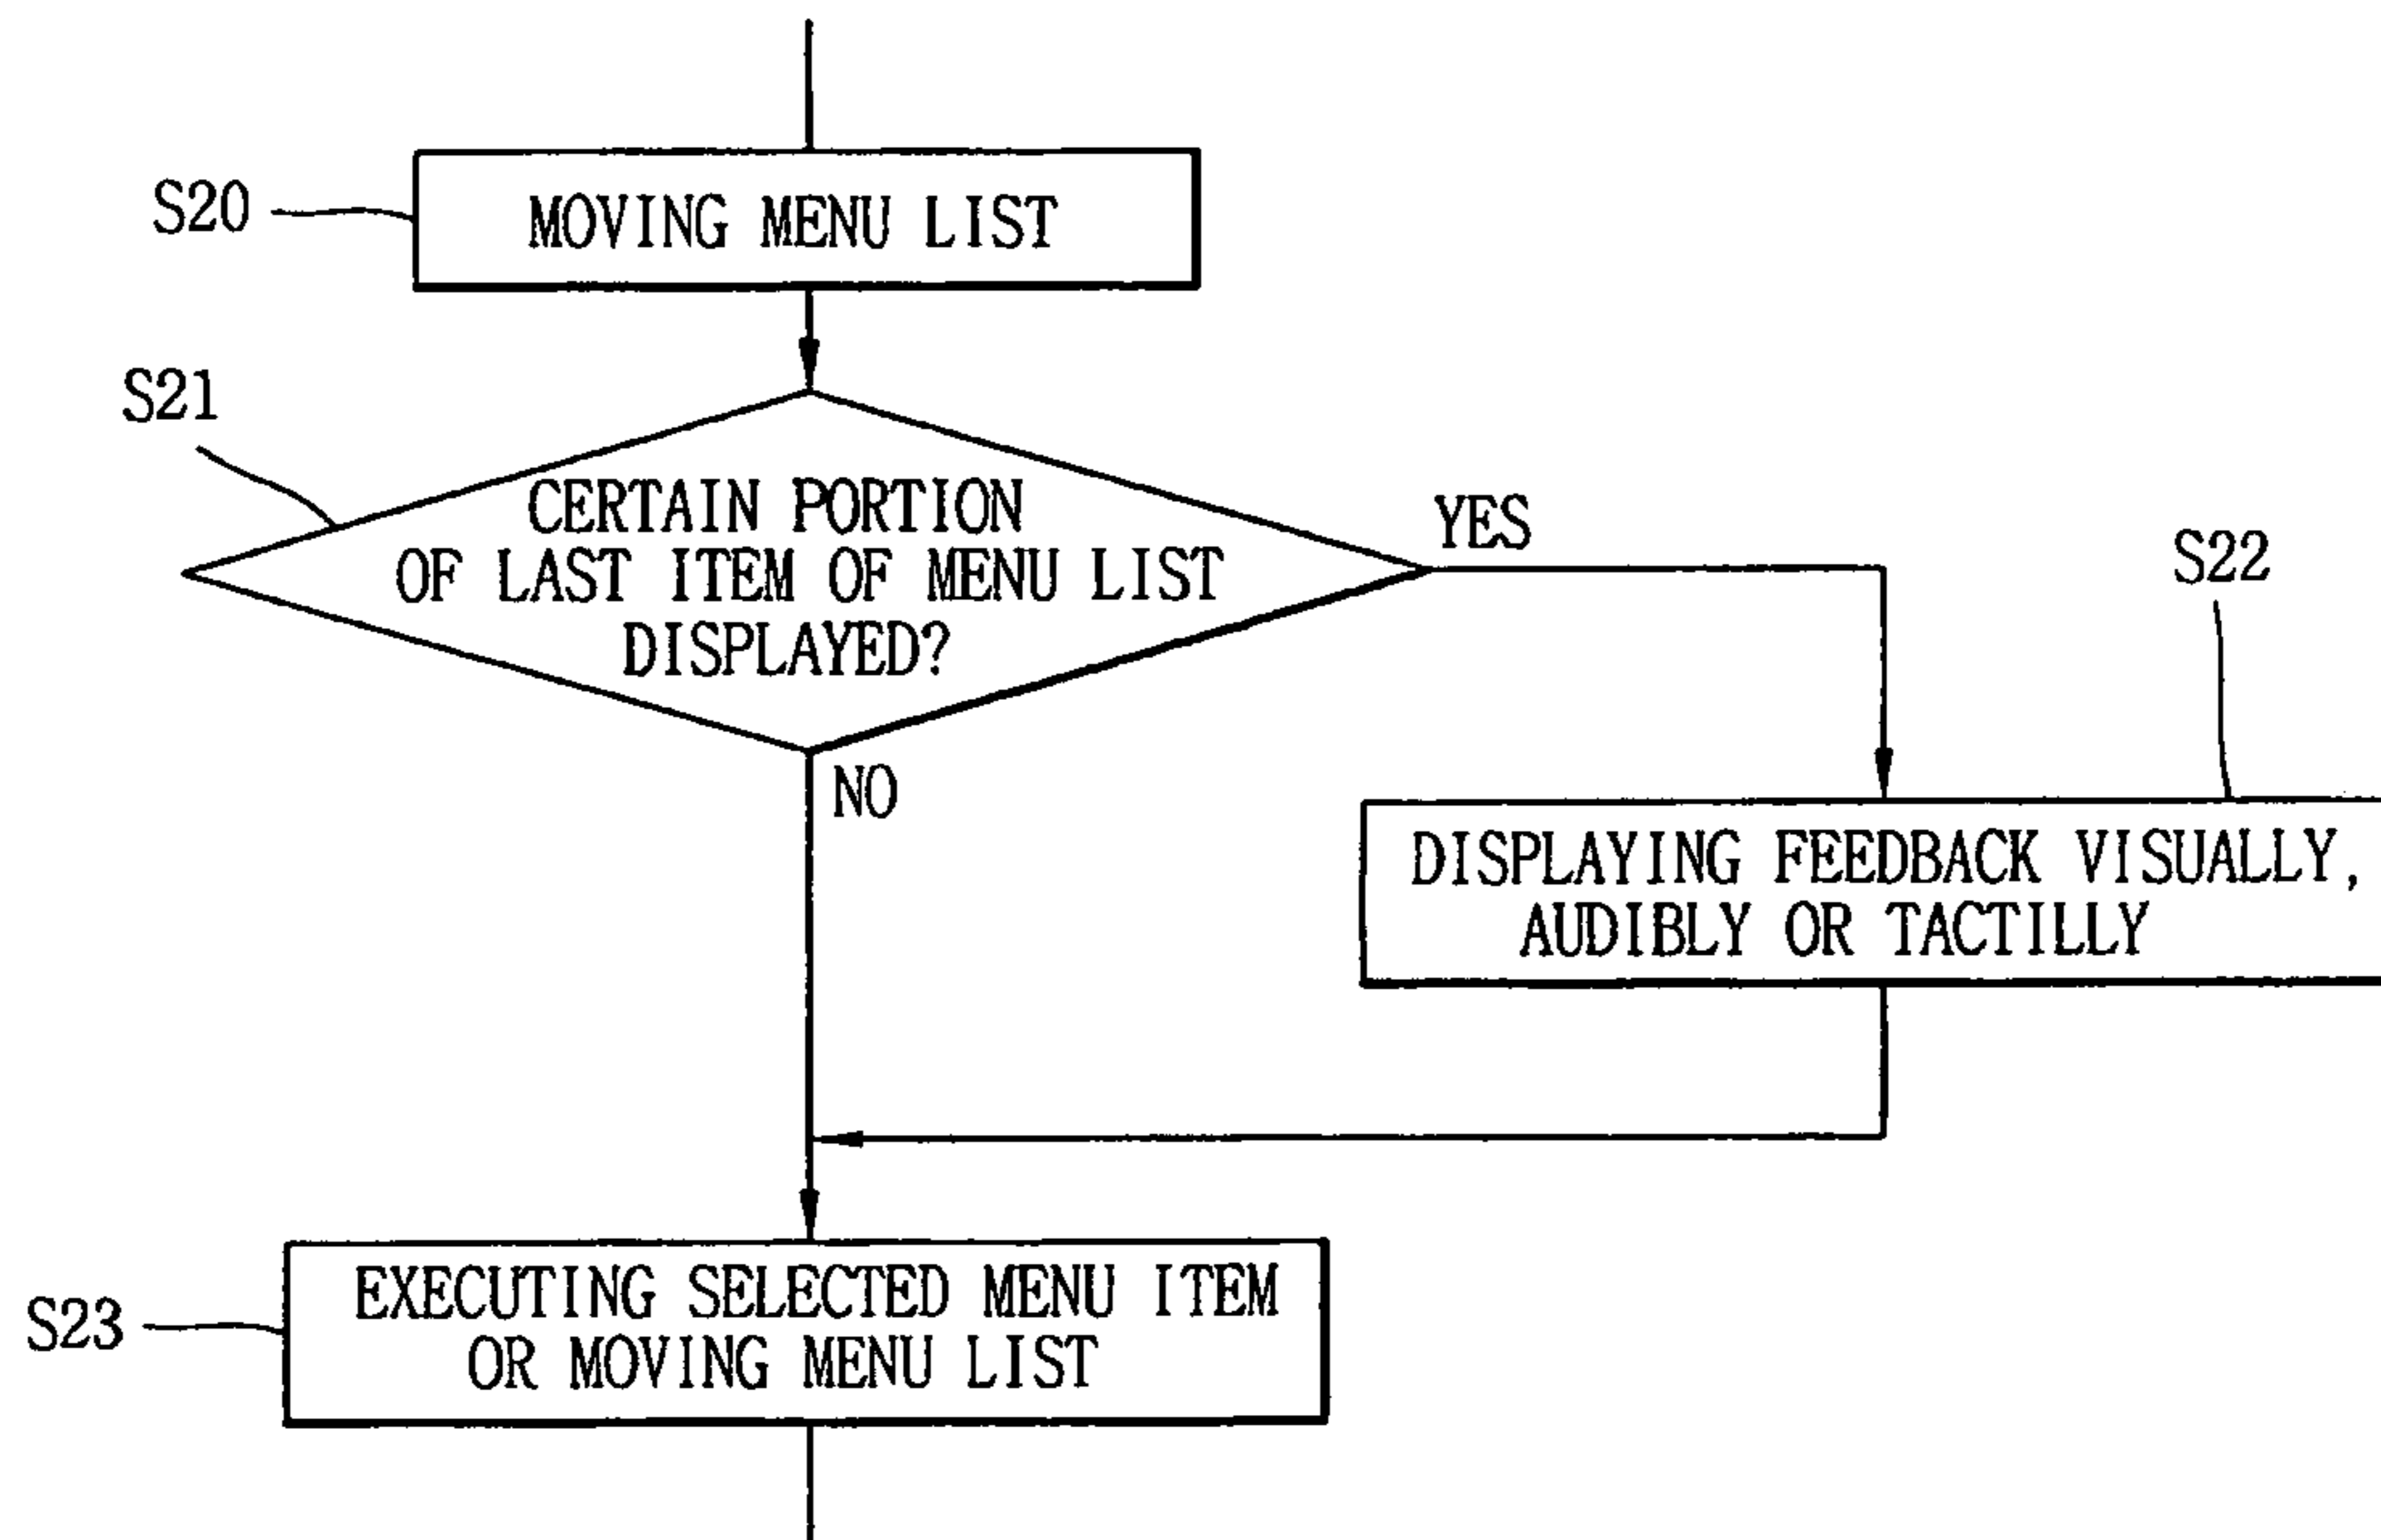 S20
MOVING MENU LIST
S21
CERTAIN PORTION
OF LAST ITEM OF MENU LIST
DISPLAYED?
YES
S22
NO
DISPLAYING FEEDBACK VISUALLY,
AUDIBLY OR TACTILLY
EXECUTING SELECTED MENU ITEM
OR MOVING MENU LIST
S23